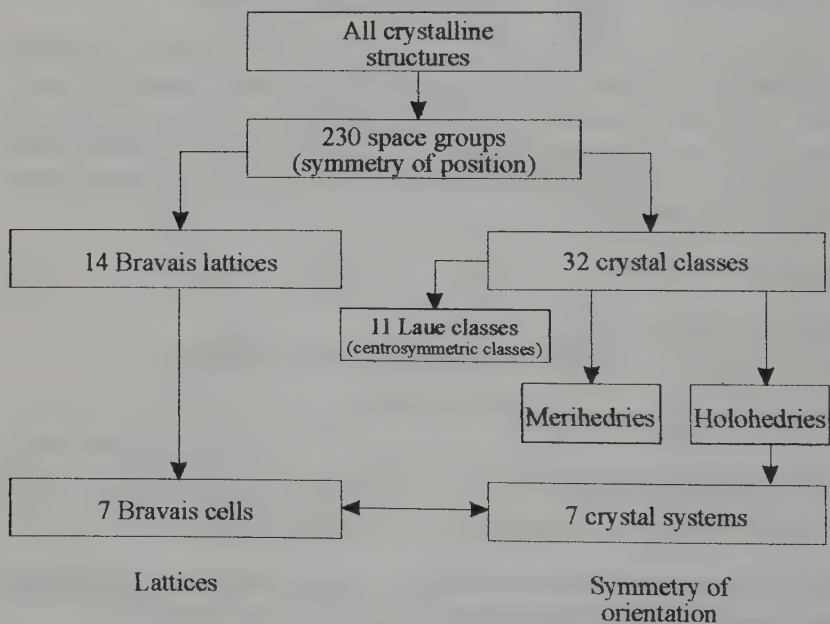 All crystalline
structures
230 space groups
(symmetry of position)
14 Bravais lattices
32 crystal classes
11 Laue classes
(centrosymmetric classes)
Merihedries
Holohedries
7 Bravais cells
7 crystal systems
Lattices
Symmetry of
orientation